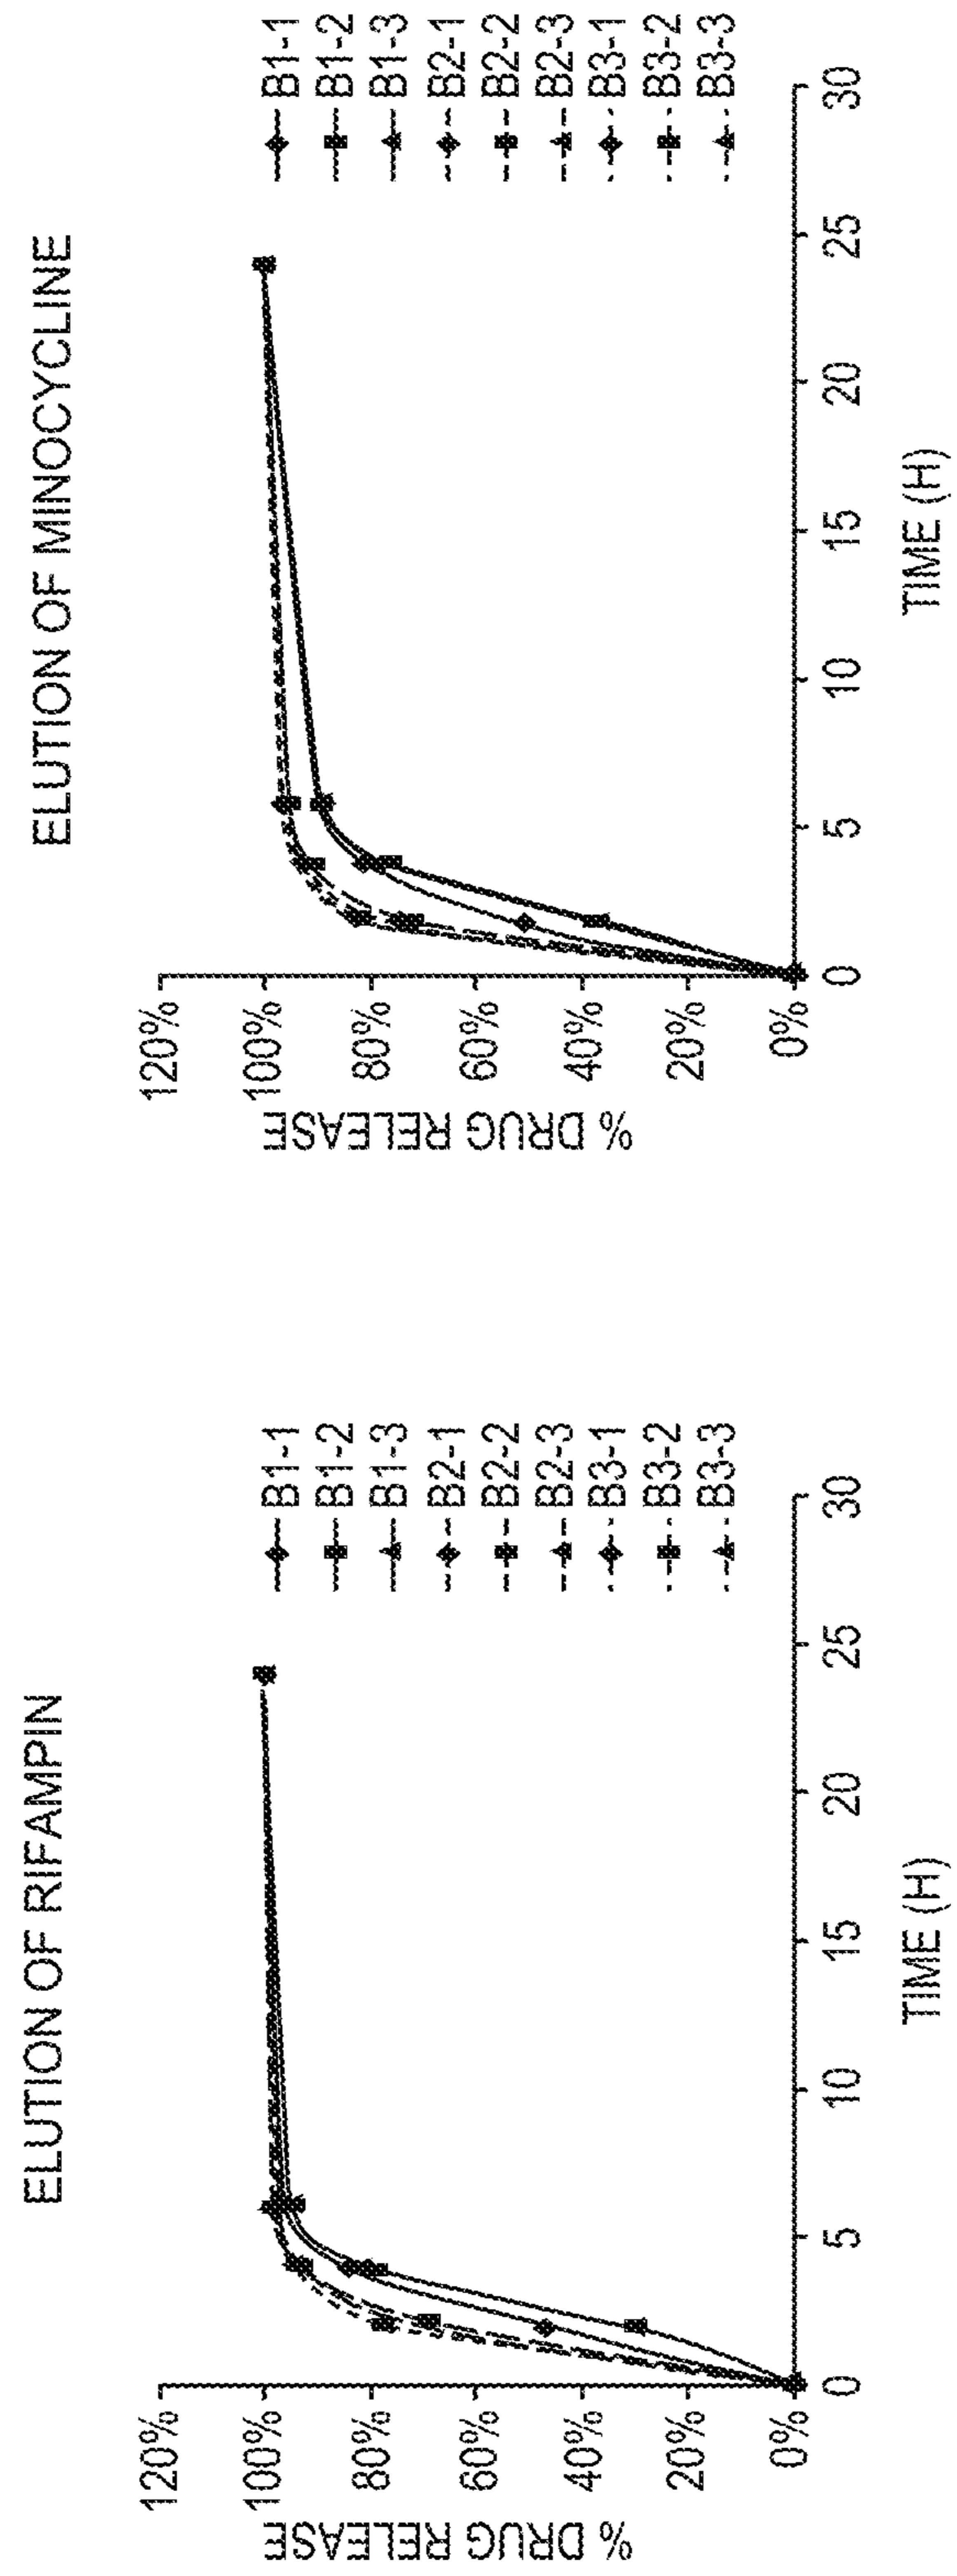 ELUTION OF RIFAMPIN
% DRUG RELEASE
120%
100%
80%
60%
40%
20%
0%
0
5
10
15
20
25
30
TIME (H)
B1-1
B1-2
B1-3
B2-1
B2-2
B2-3
B3-1
B3-2
B3-3
ELUTION OF MINOCYCLINE
% DRUG RELEASE
120%
100%
80%
60%
40%
20%
0%
0
5
10
15
20
25
30
TIME (H)
B1-1
B1-2
B1-3
B2-1
B2-2
B2-3
B3-1
B3-2
B3-3